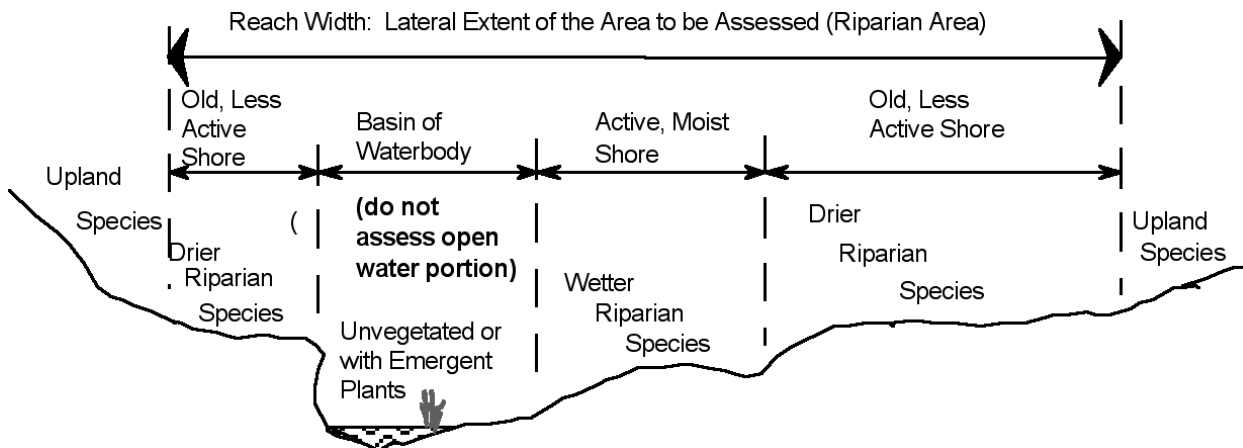 Reach Width: Lateral Extent of the Area to be Assessed (Riparian Area)
Old, Less
Active
Shore
Basin of
Waterbody
Active, Moist
Shore
Old, Less
Active Shore
Upland
Species
(
(do not
assess open
water portion)
Drier
Riparian
Species
Unvegetated or
with Emergent
Plants
Wetter
Riparian
Species
Drier
Riparian
Species
Upland
Species